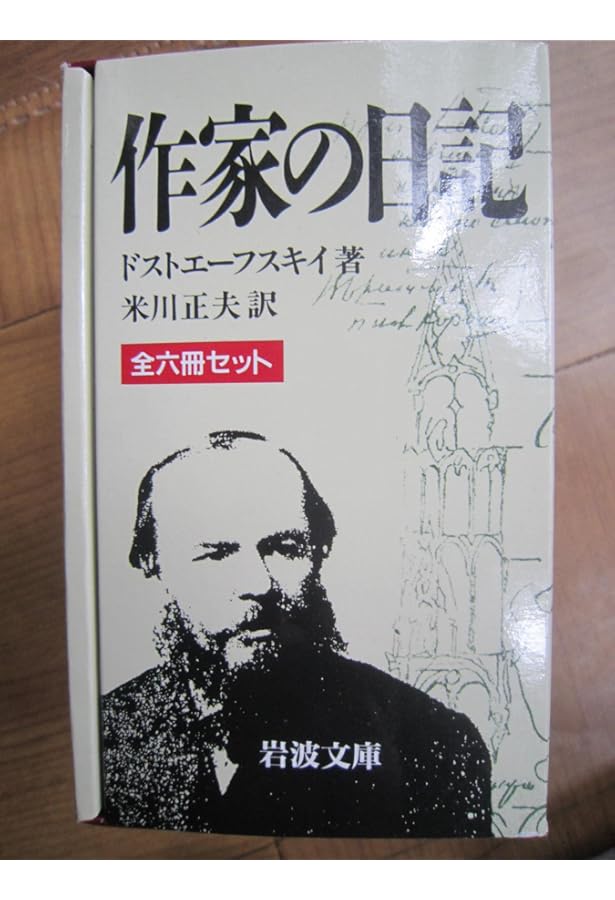 作家の日記
ドストエーフスキイ著
米川正夫訳
全六冊セット
岩波文庫